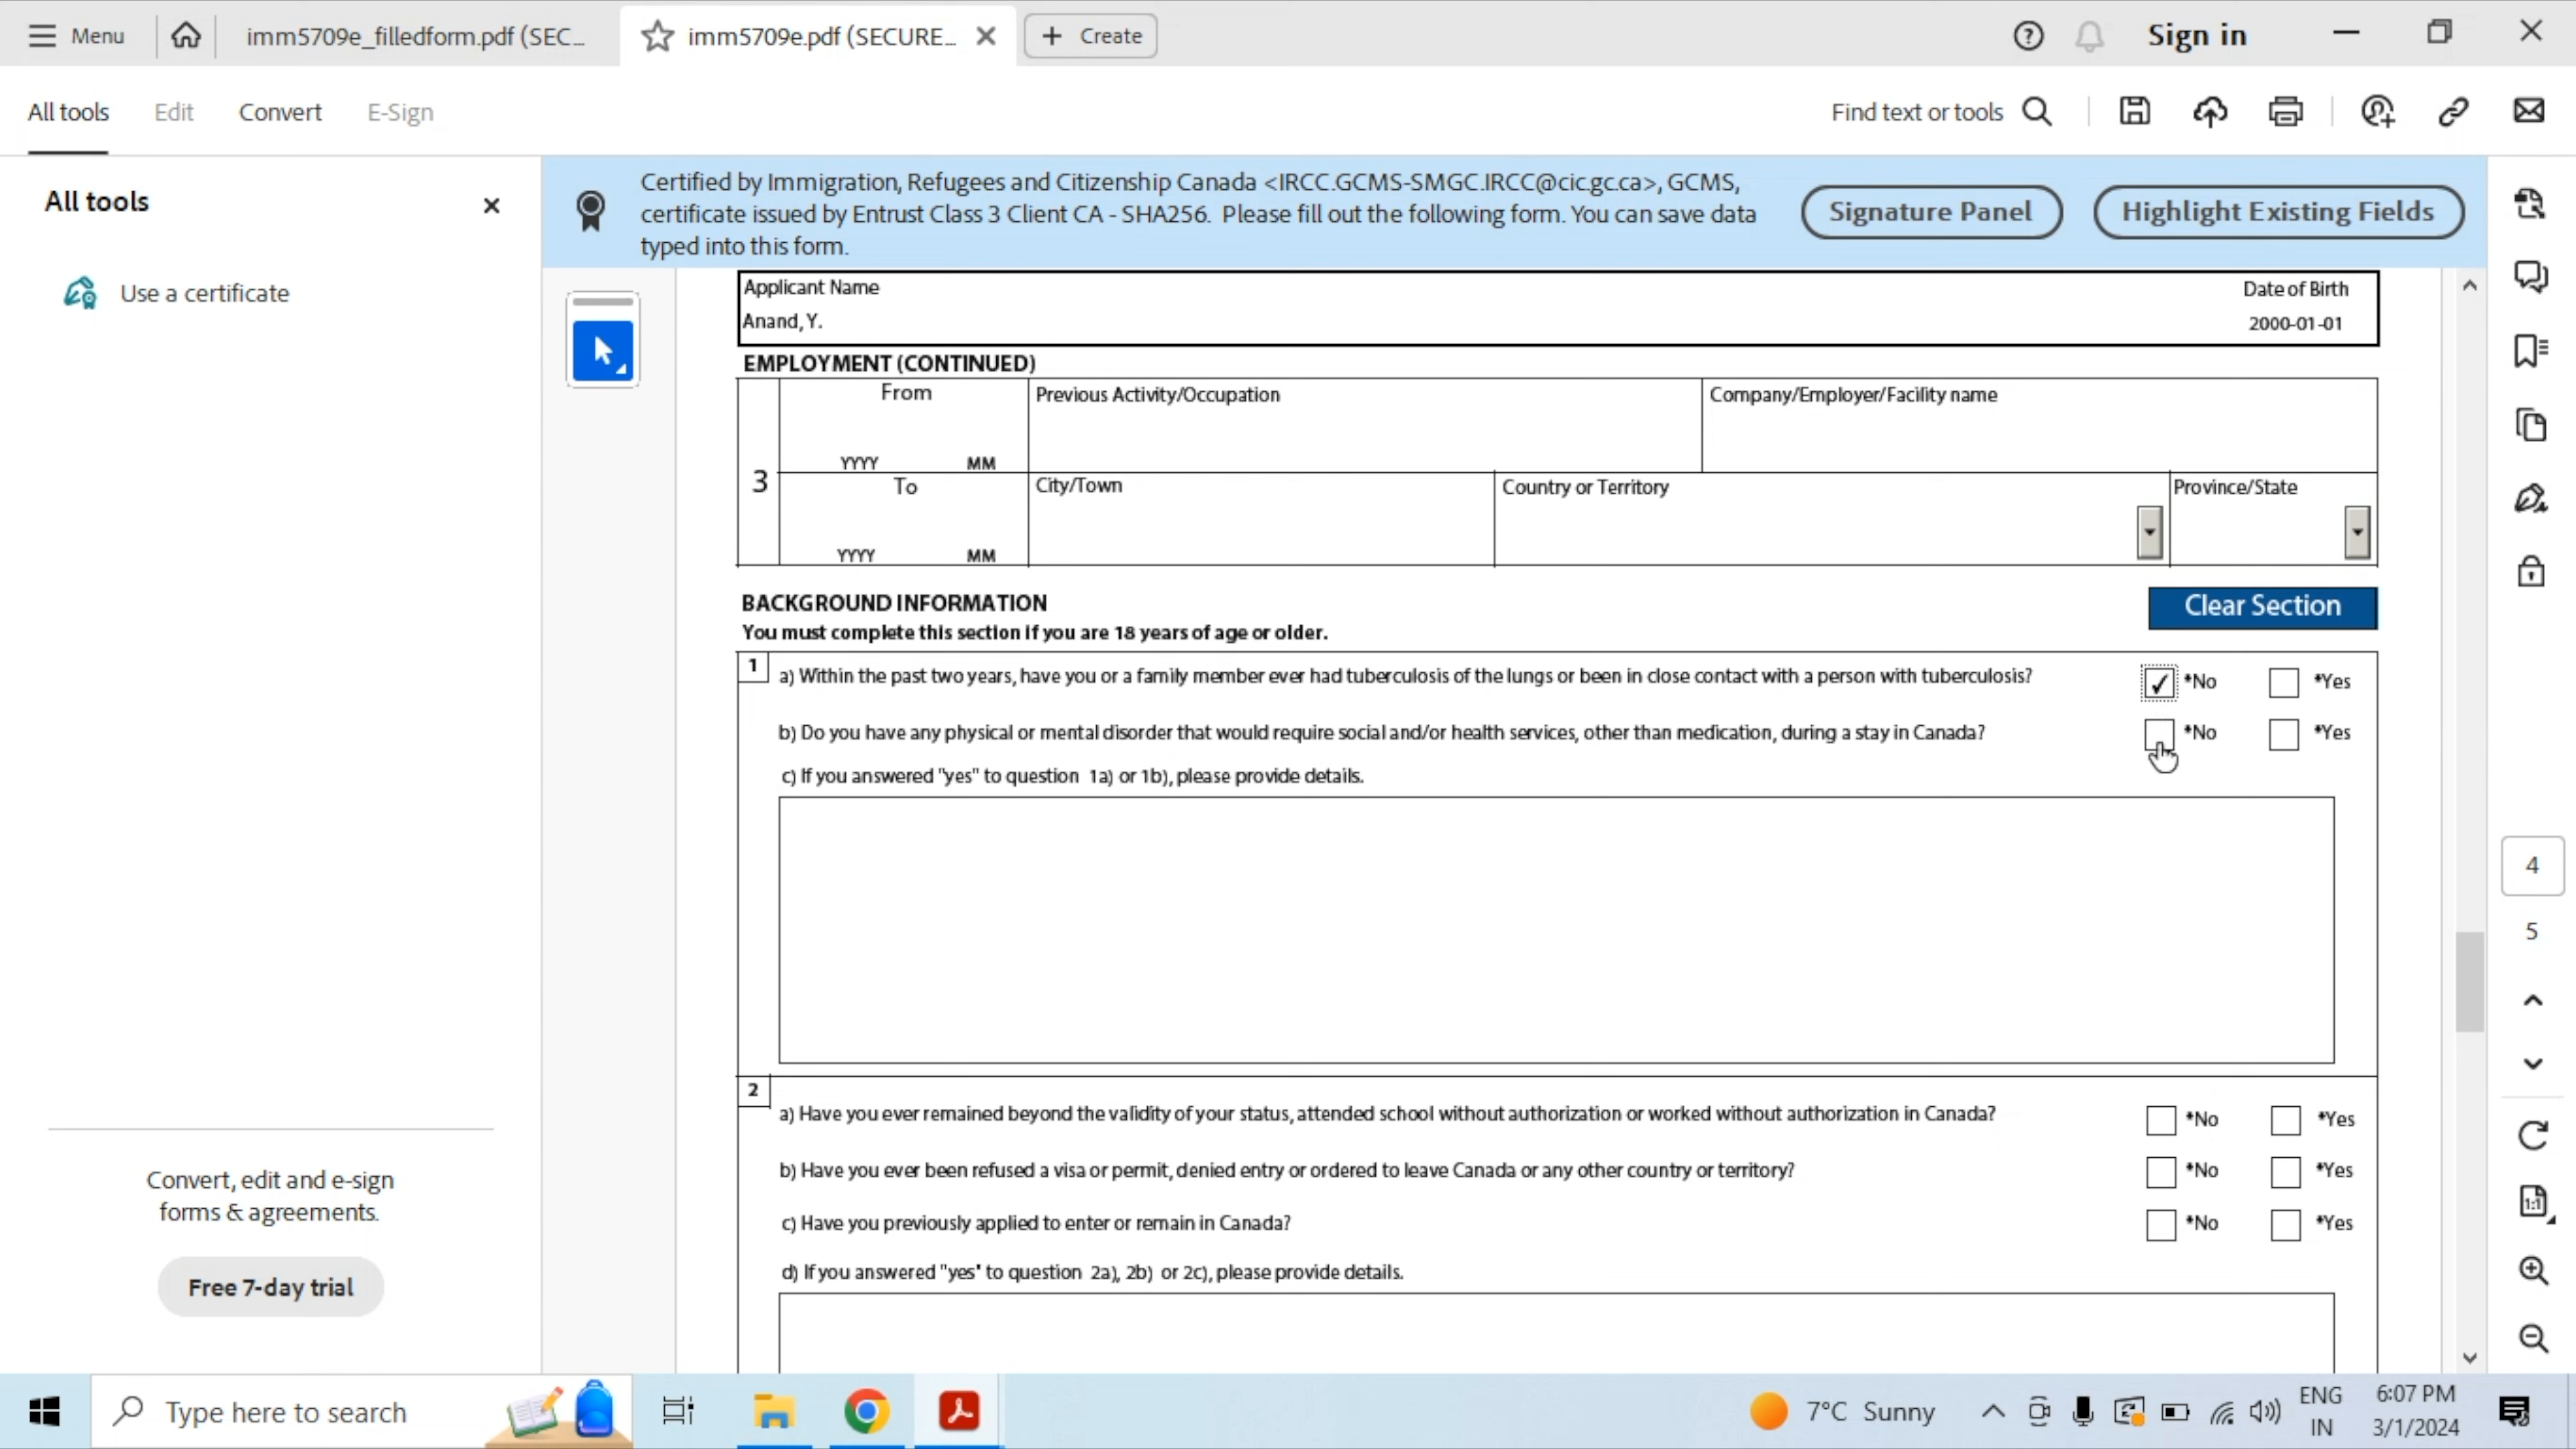 Menu
imm5709e_filledform.pdf (SEC...
imm5709e.pdf (SECURE...
Create
Sign in
All tools
Edit
Convert
E-Sign
Find text or tools
All tools
Use a certificate
Certified by Immigration, Refugees and Citizenship Canada <IRCC.GCMS-SMGC.IRCC@cic.gc.ca>, GCMS,
certificate issued by Entrust Class 3 Client CA - SHA256. Please fill out the following form. You can save data
typed into this form.
Signature Panel
Highlight Existing Fields
Applicant Name
Date of Birth
Anand, Y.
2000-01-01
EMPLOYMENT (CONTINUED)
3
From
YYYY MM
Previous Activity/Occupation
Company/Employer/Facility name
To
YYYY MM
City/Town
Country or Territory
Province/State
BACKGROUND INFORMATION
Clear Section
You must complete this section if you are 18 years of age or older.
1
a) Within the past two years, have you or a family member ever had tuberculosis of the lungs or been in close contact with a person with tuberculosis? *No *Yes
b) Do you have any physical or mental disorder that would require social and/or health services, other than medication, during a stay in Canada? *No *Yes
c) If you answered "yes" to question 1a) or 1b), please provide details.
2
a) Have you ever remained beyond the validity of your status, attended school without authorization or worked without authorization in Canada? *No *Yes
b) Have you ever been refused a visa or permit, denied entry or ordered to leave Canada or any other country or territory? *No *Yes
c) Have you previously applied to enter or remain in Canada? *No *Yes
d) If you answered "yes" to question 2a), 2b) or 2c), please provide details.
4
5
1:1
Convert, edit and e-sign
forms & agreements.
Free 7-day trial
Type here to search
7°C Sunny
ENG
IN
6:07 PM
3/1/2024